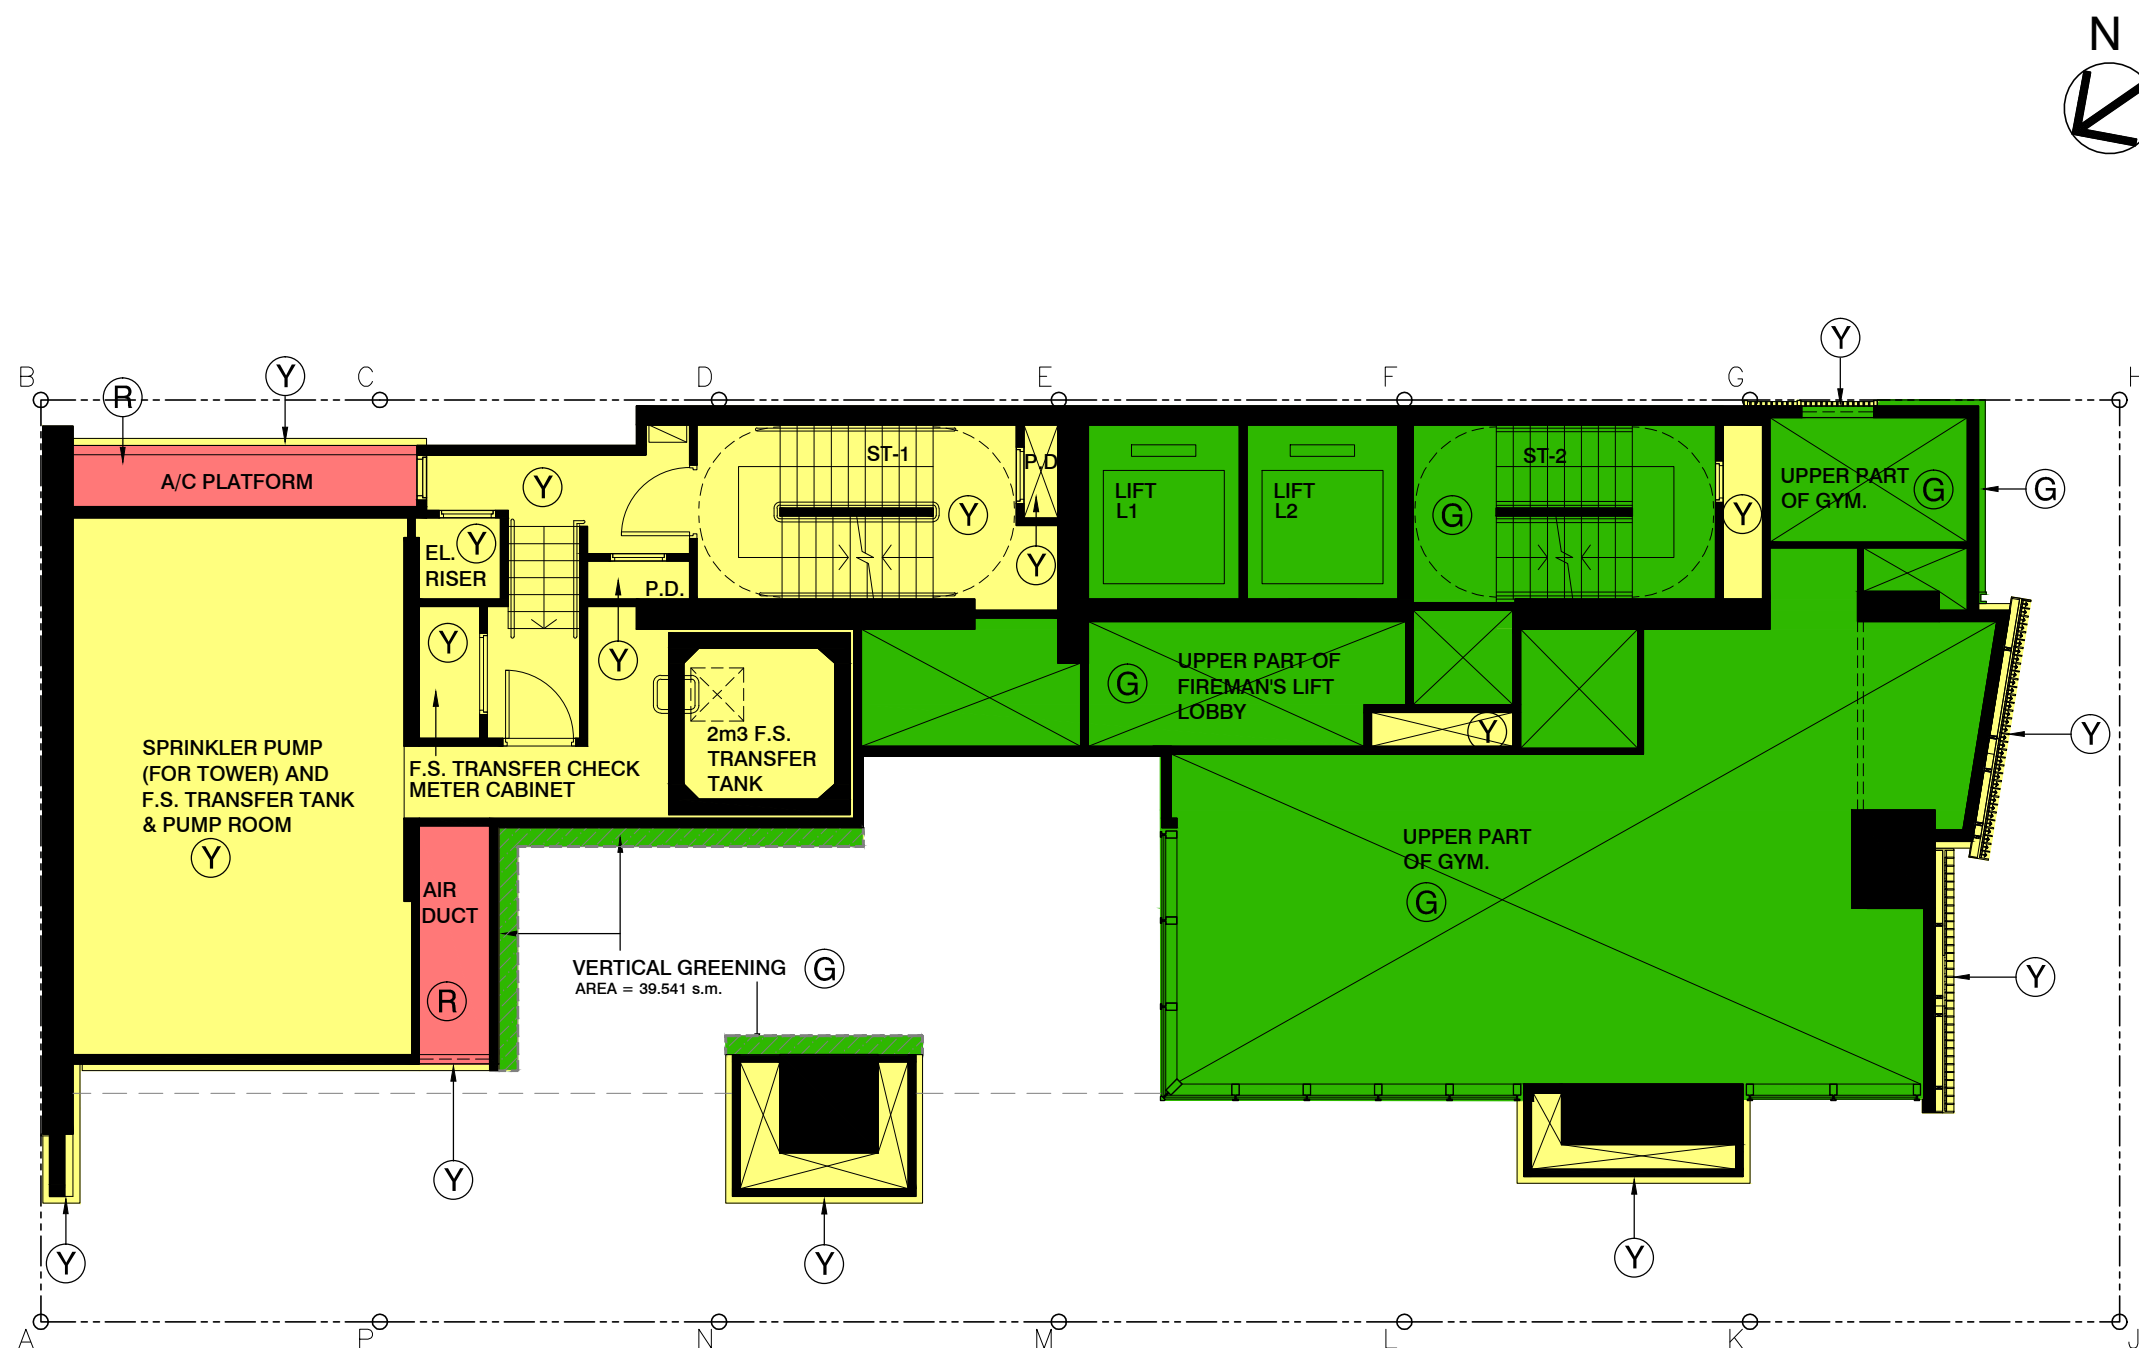 N
Y
B
C
D
E
F
G
H
R
Y
ST-1
ST-2
P.D
A/C PLATFORM
Y
Y
G
Y
LIFT
L1
LIFT
L2
UPPER PART
OF GYM.
G
G
EL.
RISER
Y
Y
P.D.
Y
Y
G
UPPER PART OF
FIREMAN'S LIFT
LOBBY
Y
Y
2m3 F.S.
TRANSFER
TANK
SPRINKLER PUMP
(FOR TOWER) AND
F.S. TRANSFER TANK
& PUMP ROOM
Y
F.S. TRANSFER CHECK
METER CABINET
UPPER PART
OF GYM.
G
AIR
DUCT
R
VERTICAL GREENING
AREA = 39.541 s.m.
G
Y
Y
Y
Y
Y
A
P
N
M
L
K
J